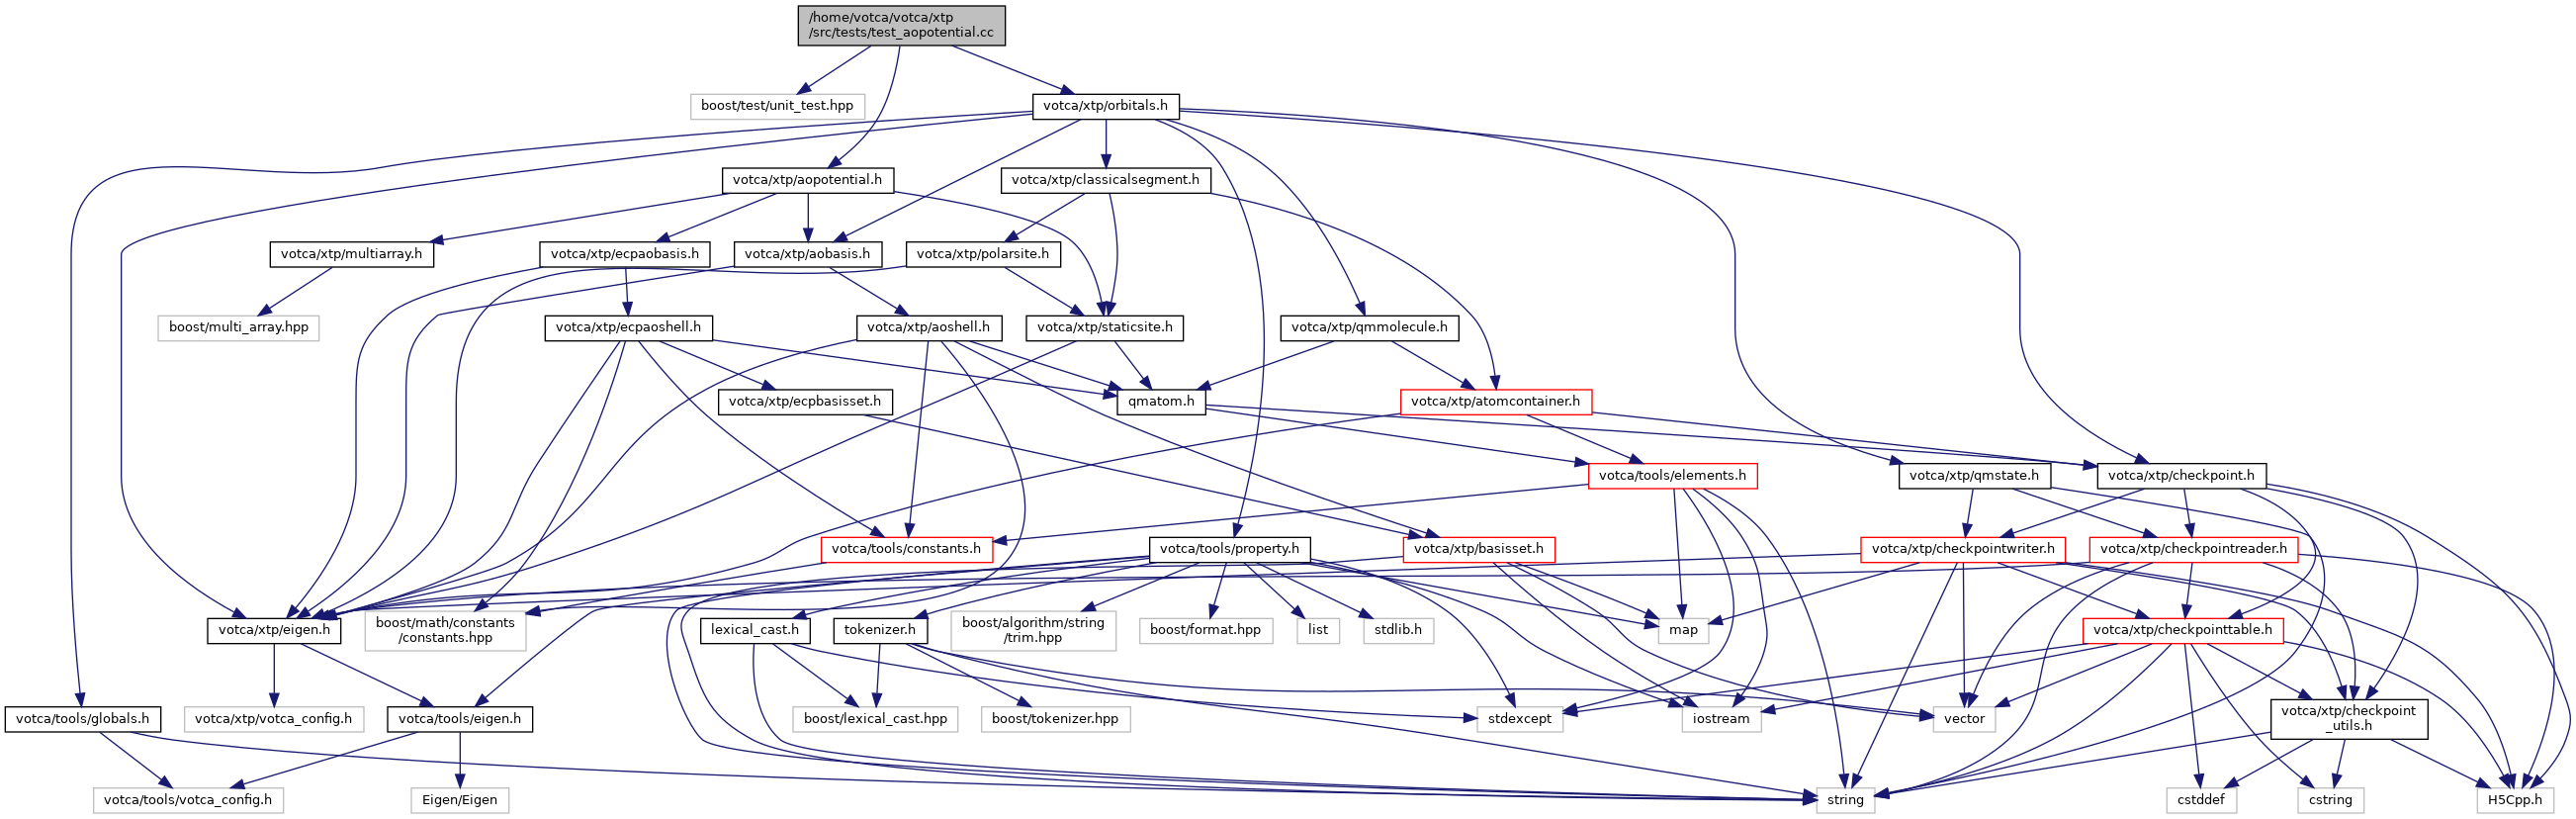 /home/votca/votca/xtp
/src/tests/test_aopotential.cc
boost/test/unit_test.hpp
votca/xtp/orbitals.h
votca/xtp/aopotential.h
votca/xtp/classicalsegment.h
votca/xtp/multiarray.h
votca/xtp/ecpaobasis.h
votca/xtp/aobasis.h
votca/xtp/polarsite.h
boost/multi_array.hpp
votca/xtp/ecpaoshell.h
votca/xtp/aoshell.h
votca/xtp/staticsite.h
votca/xtp/qmmolecule.h
votca/xtp/ecpbasisset.h
qmatom.h
votca/xtp/atomcontainer.h
votca/tools/elements.h
votca/xtp/qmstate.h
votca/xtp/checkpoint.h
votca/tools/constants.h
votca/tools/property.h
votca/xtp/basisset.h
votca/xtp/checkpointwriter.h
votca/xtp/checkpointreader.h
votca/xtp/eigen.h
boost/math/constants
/constants.hpp
lexical_cast.h
tokenizer.h
boost/algorithm/string
/trim.hpp
boost/format.hpp
list
stdlib.h
map
votca/xtp/checkpointtable.h
votca/tools/globals.h
votca/xtp/votca_config.h
votca/tools/eigen.h
boost/lexical_cast.hpp
boost/tokenizer.hpp
stdexcept
iostream
vector
votca/xtp/checkpoint
_utils.h
votca/tools/votca_config.h
Eigen/Eigen
string
cstddef
cstring
H5Cpp.h